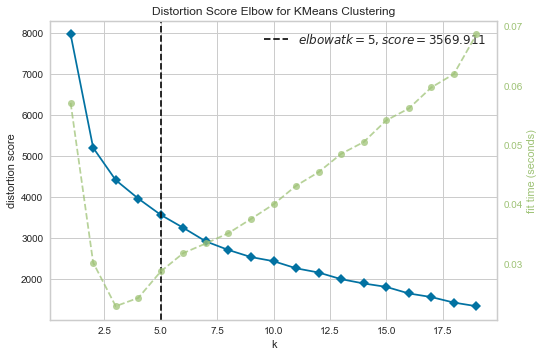 Distortion Score Elbow for KMeans Clustering
elbow at k = 5, score = 3569.911
8000
7000
6000
5000
4000
3000
2000
distortion score
0.07
0.06
0.05
0.04
0.03
fit time (seconds)
2.5 5.0 7.5 10.0 12.5 15.0 17.5
k